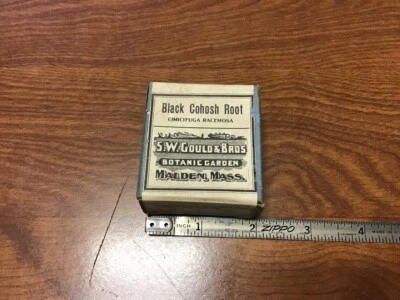 Black Cohosh Root
CIMICIFUGA RACEMOSA
S.W. GOULD & BROS
BOTANIC GARDEN
MALDEN, MASS.
INCH 1 2 ZIPPO 3 4